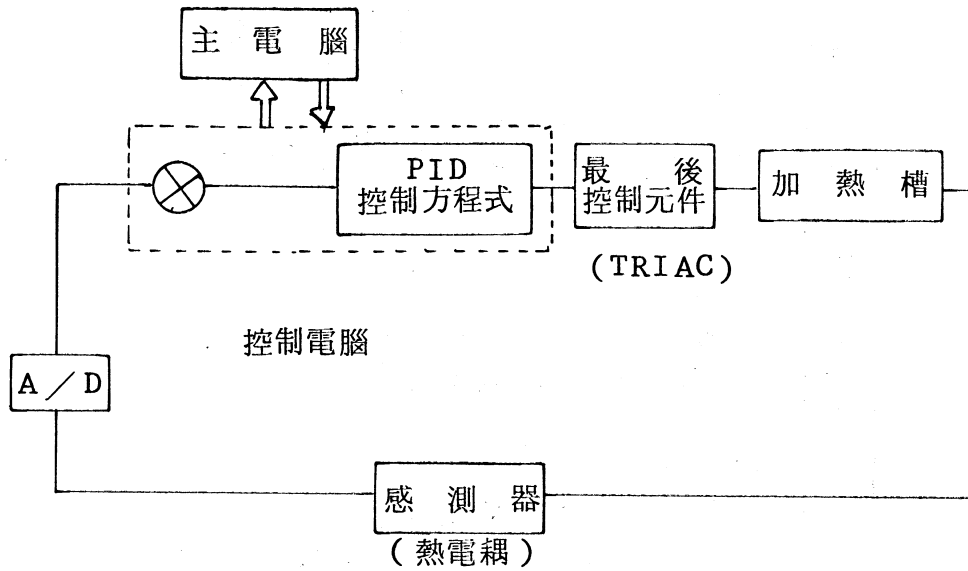 主電腦
PID
控制方程式
最後
控制元件
(TRIAC)
加熱槽
控制電腦
A／D
感測器
(熱電耦)